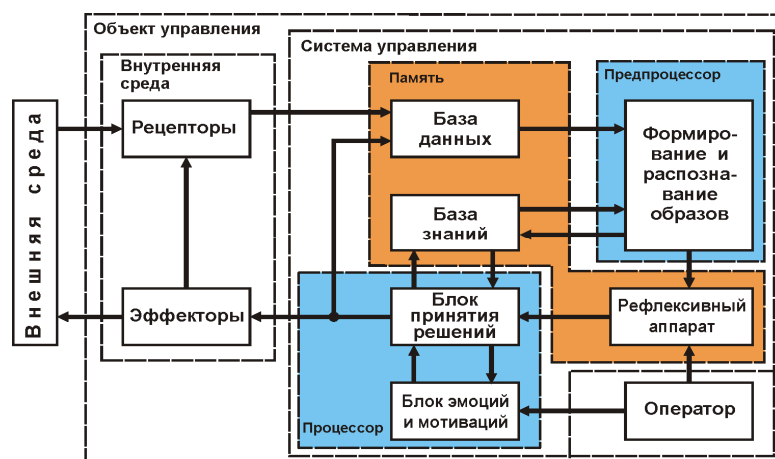 Объект управления
Система управления
Внутренняя
среда
Память
Предпроцессор
Внешняя среда
Рецепторы
База
данных
Формиро-
вание и
распозна-
вание
образов
База
знаний
Эффекторы
Блок
принятия
решений
Рефлексивный
аппарат
Процессор
Блок эмоций
и мотиваций
Оператор